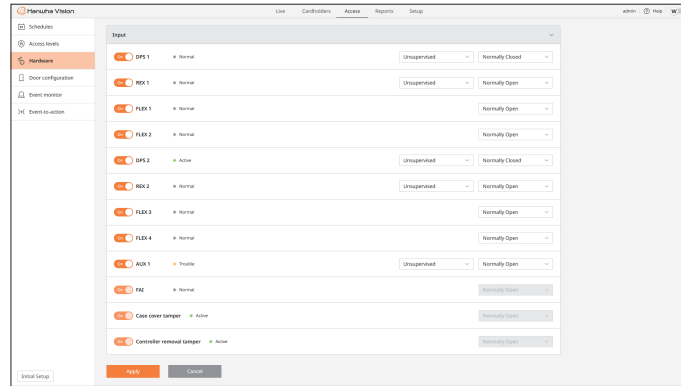 Hanwha Vision Live Cardholders Access Reports Setup admin Help
Schedules
Access levels
Hardware
Door configuration
Event monitor
Event-to-action
Initial Setup
Input
On DPS 1 Normal Unsupervised Normally Closed
On REX 1 Normal Unsupervised Normally Open
On FLEX 1 Normal Normally Open
On FLEX 2 Normal Normally Open
On DPS 2 Active Unsupervised Normally Closed
On REX 2 Normal Unsupervised Normally Open
On FLEX 3 Normal Normally Open
On FLEX 4 Normal Normally Open
On AUX 1 Trouble Unsupervised Normally Open
On FAI Normal Normally Open
On Case cover tamper Active Normally Open
On Controller removal tamper Active Normally Open
Apply Cancel